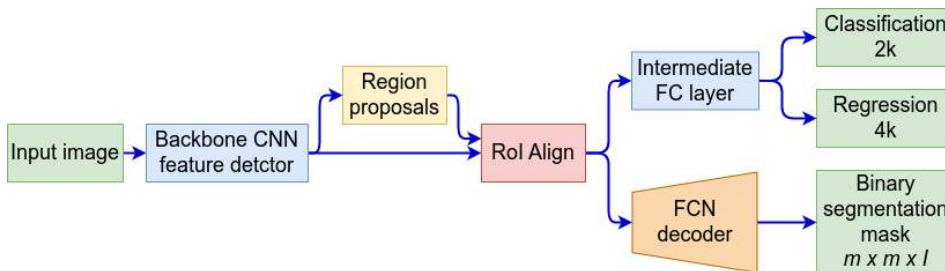 Input image
Backbone CNN
feature detctor
Region
proposals
RoI Align
Intermediate
FC layer
Classification
2k
Regression
4k
FCN
decoder
Binary
segmentation
mask
m x m x l